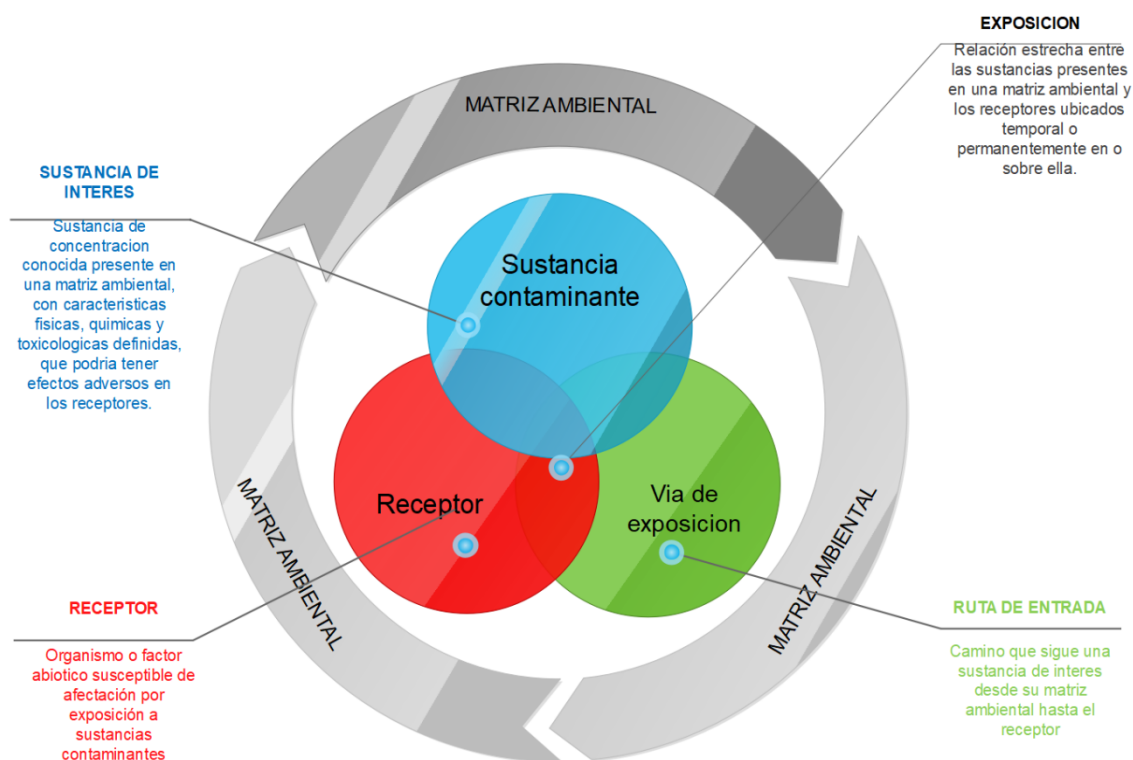 EXPOSICION
Relación estrecha entre
las sustancias presentes
en una matriz ambiental y
los receptores ubicados
temporal o
permanentemente en o
sobre ella.
MATRIZ AMBIENTAL
SUSTANCIA DE
INTERES
Sustancia de
concentracion
conocida presente en
una matriz ambiental,
con caracteristicas
fisicas, quimicas y
toxicologicas definidas,
que podria tener
efectos adversos en
los receptores.
Sustancia
contaminante
Receptor
Via de
exposicion
MATRIZ AMBIENTAL
MATRIZ AMBIENTAL
RECEPTOR
Organismo o factor
abiotico susceptible de
afectación por
exposición a
sustancias
contaminantes
RUTA DE ENTRADA
Camino que sigue una
sustancia de interes
desde su matriz
ambiental hasta el
receptor